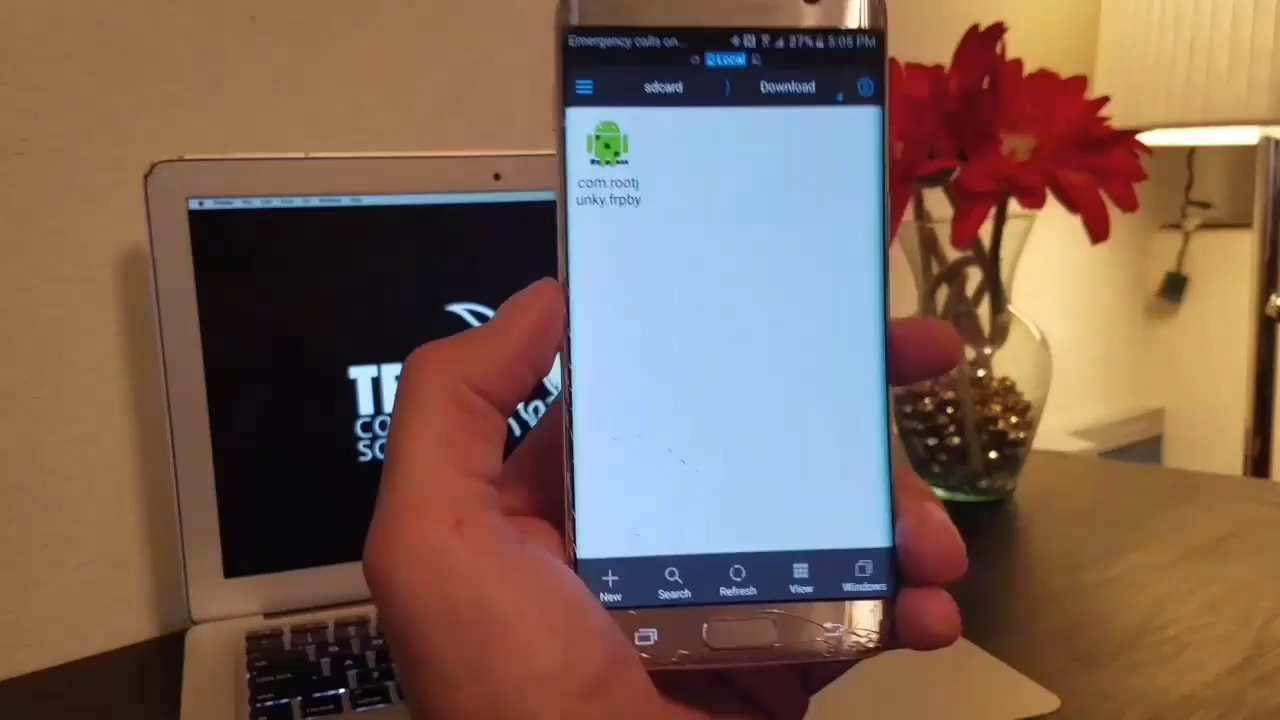 Emergency calls on...
27% 5:05 PM
Local
sdcard
Download
com.rootj
unky.frpby
New
Search
Refresh
View
Windows